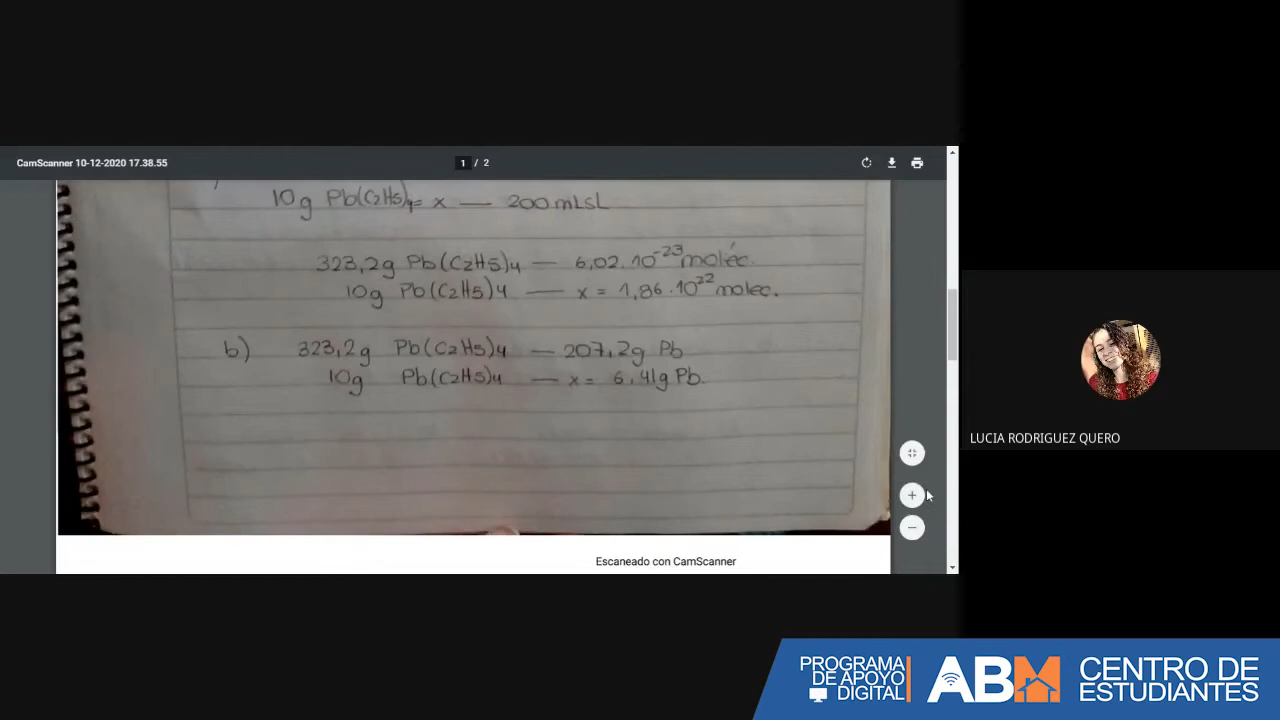 CamScanner 10-12-2020 17.38.55
1 / 2
10g Pb(C2H5)4 = x — 200 mLsL
323,2g Pb(C2H5)4 — 6,02.10⁻²³ moléc.
10g Pb(C2H5)4 — x = 1,86.10²² molec.
b) 323,2g Pb(C2H5)4 — 207,2g Pb
10g Pb(C2H5)4 — x = 6,41g Pb.
Escaneado con CamScanner
LUCIA RODRIGUEZ QUERO
PROGRAMA
DE APOYO
DIGITAL
ABM
CENTRO DE
ESTUDIANTES